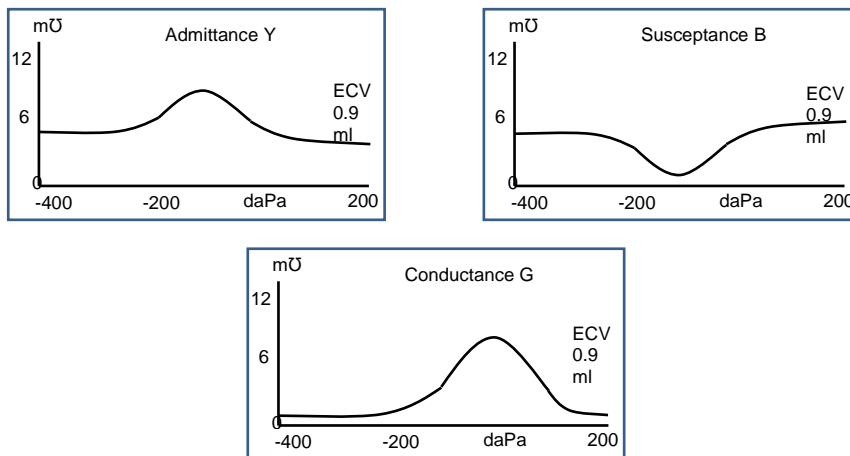 m℧
Admittance Y
12
6
0
ECV
0.9
ml
-400
-200
daPa
200
m℧
Susceptance B
12
6
0
ECV
0.9
ml
-400
-200
daPa
200
m℧
Conductance G
12
6
0
ECV
0.9
ml
-400
-200
daPa
200